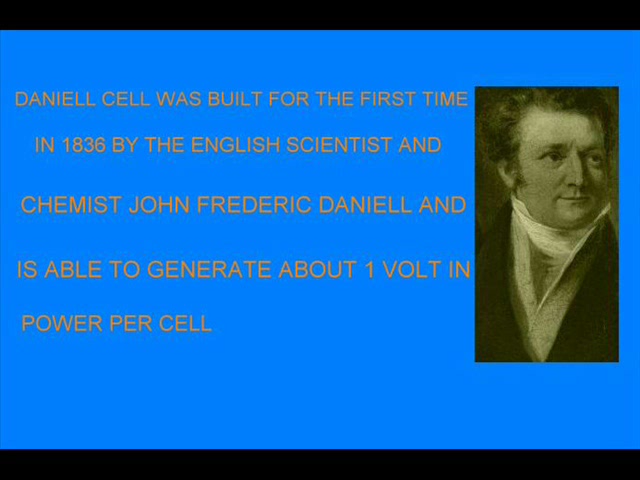 DANIELL CELL WAS BUILT FOR THE FIRST TIME
IN 1836 BY THE ENGLISH SCIENTIST AND
CHEMIST JOHN FREDERIC DANIELL AND
IS ABLE TO GENERATE ABOUT 1 VOLT IN
POWER PER CELL